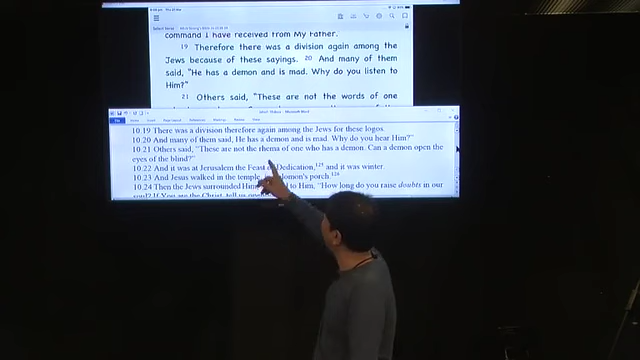 command I have received from My Father.
19 Therefore there was a division again among the
Jews because of these sayings. 20 And many of them
said, "He has a demon and is mad. Why do you listen to
Him?"
21 Others said, "These are not the words of one
10.19 There was a division therefore again among the Jews for these logos.
10.20 And many of them said, He has a demon and is mad. Why do you hear Him?"
10.21 Others said, "These are not the rhema of one who has a demon. Can a demon open the
eyes of the blind?"
10.22 And it was at Jerusalem the Feast of Dedication,¹²⁵ and it was winter.
10.23 And Jesus walked in the temple, in Solomon's porch.¹²⁶
10.24 Then the Jews surrounded Him, and said to Him, "How long do you raise doubts in our